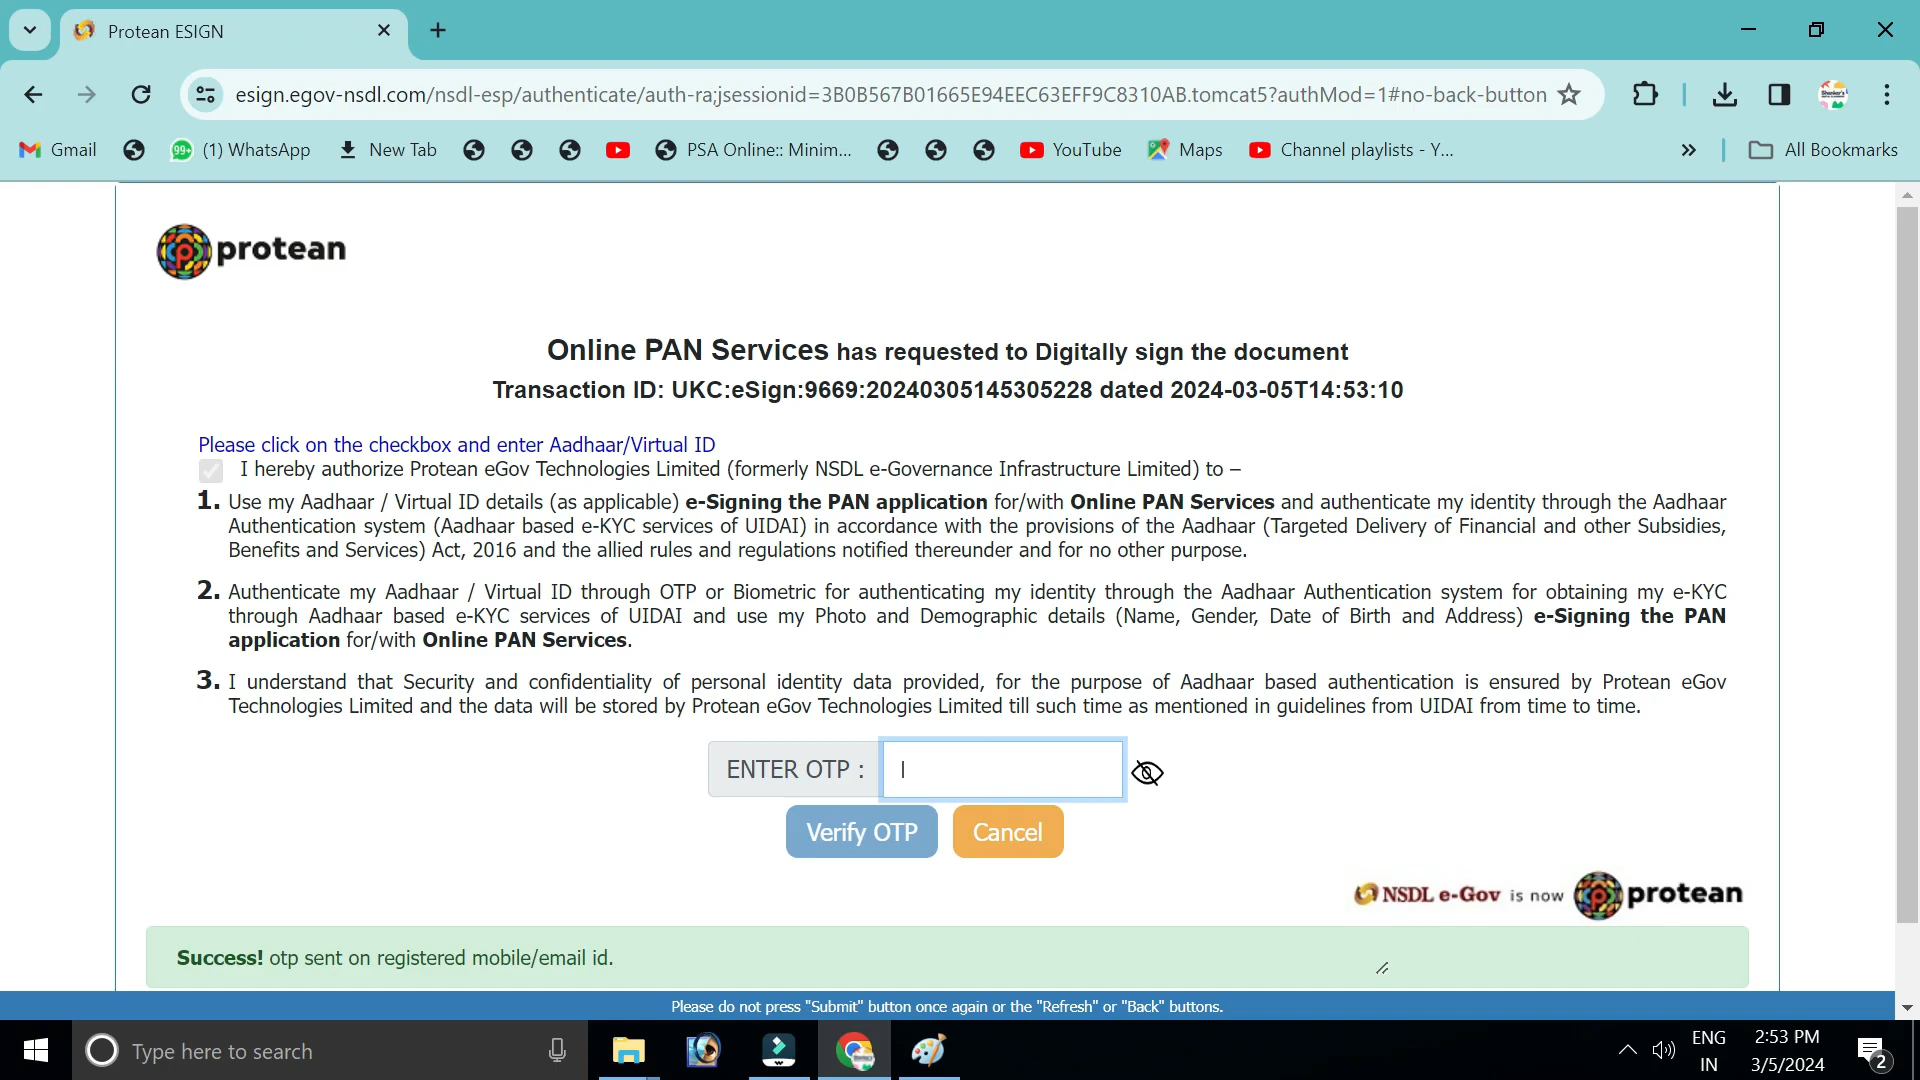 Protean ESIGN
esign.egov-nsdl.com/nsdl-esp/authenticate/auth-ra;jsessionid=3B0B567B01665E94EEC63EFF9C8310AB.tomcat5?authMod=1#no-back-button
Gmail
99+ (1) WhatsApp
New Tab
PSA Online:: Minim...
YouTube
Maps
Channel playlists - Y...
»
All Bookmarks
protean
Online PAN Services has requested to Digitally sign the document
Transaction ID: UKC:eSign:9669:20240305145305228 dated 2024-03-05T14:53:10
Please click on the checkbox and enter Aadhaar/Virtual ID
I hereby authorize Protean eGov Technologies Limited (formerly NSDL e-Governance Infrastructure Limited) to –
1. Use my Aadhaar / Virtual ID details (as applicable) e-Signing the PAN application for/with Online PAN Services and authenticate my identity through the Aadhaar
Authentication system (Aadhaar based e-KYC services of UIDAI) in accordance with the provisions of the Aadhaar (Targeted Delivery of Financial and other Subsidies,
Benefits and Services) Act, 2016 and the allied rules and regulations notified thereunder and for no other purpose.
2. Authenticate my Aadhaar / Virtual ID through OTP or Biometric for authenticating my identity through the Aadhaar Authentication system for obtaining my e-KYC
through Aadhaar based e-KYC services of UIDAI and use my Photo and Demographic details (Name, Gender, Date of Birth and Address) e-Signing the PAN
application for/with Online PAN Services.
3. I understand that Security and confidentiality of personal identity data provided, for the purpose of Aadhaar based authentication is ensured by Protean eGov
Technologies Limited and the data will be stored by Protean eGov Technologies Limited till such time as mentioned in guidelines from UIDAI from time to time.
ENTER OTP :
Verify OTP
Cancel
NSDL e-Gov is now protean
Success! otp sent on registered mobile/email id.
Please do not press "Submit" button once again or the "Refresh" or "Back" buttons.
Type here to search
ENG
IN
2:53 PM
3/5/2024
2